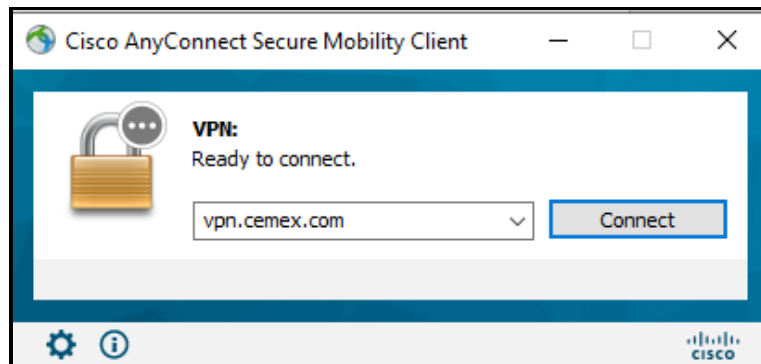 Cisco AnyConnect Secure Mobility Client
VPN:
Ready to connect.
vpn.cemex.com
Connect
CISCO